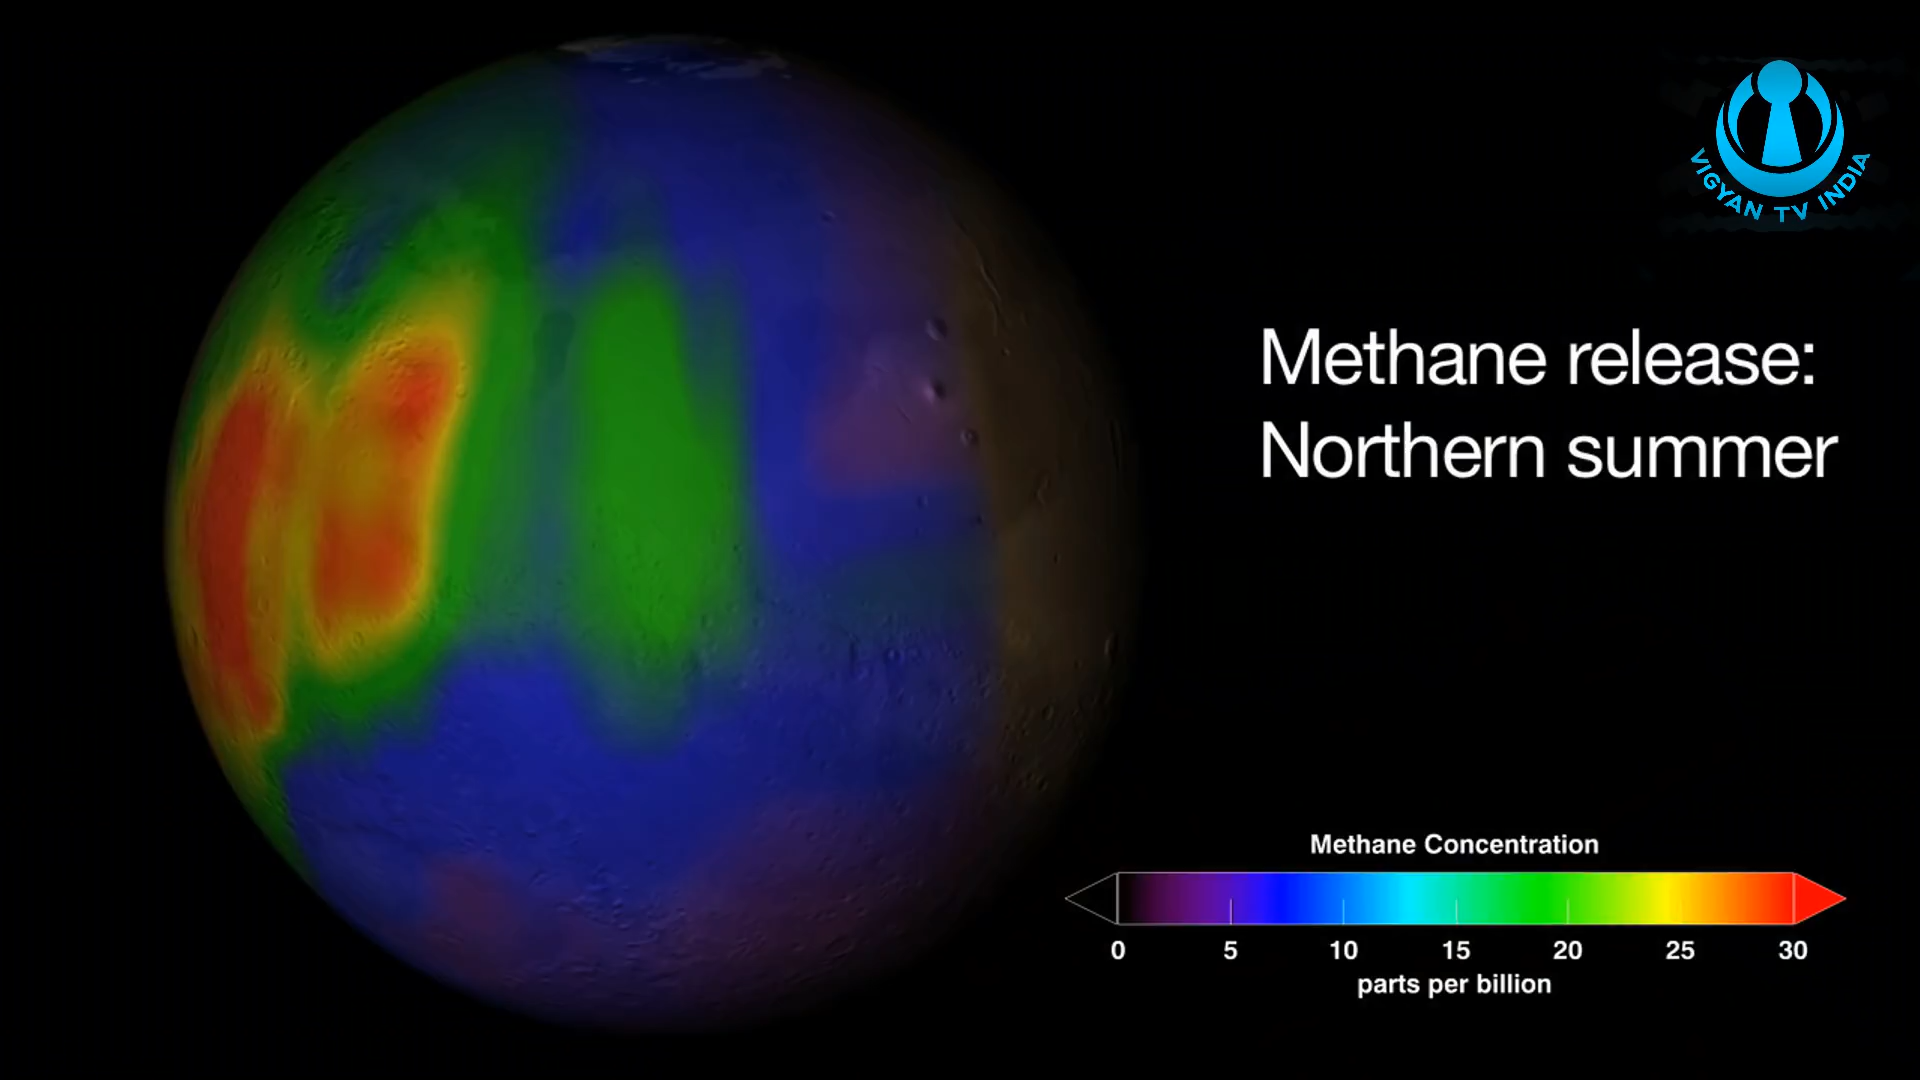 VIGYAN TV INDIA
Methane release:
Northern summer
Methane Concentration
0 5 10 15 20 25 30
parts per billion